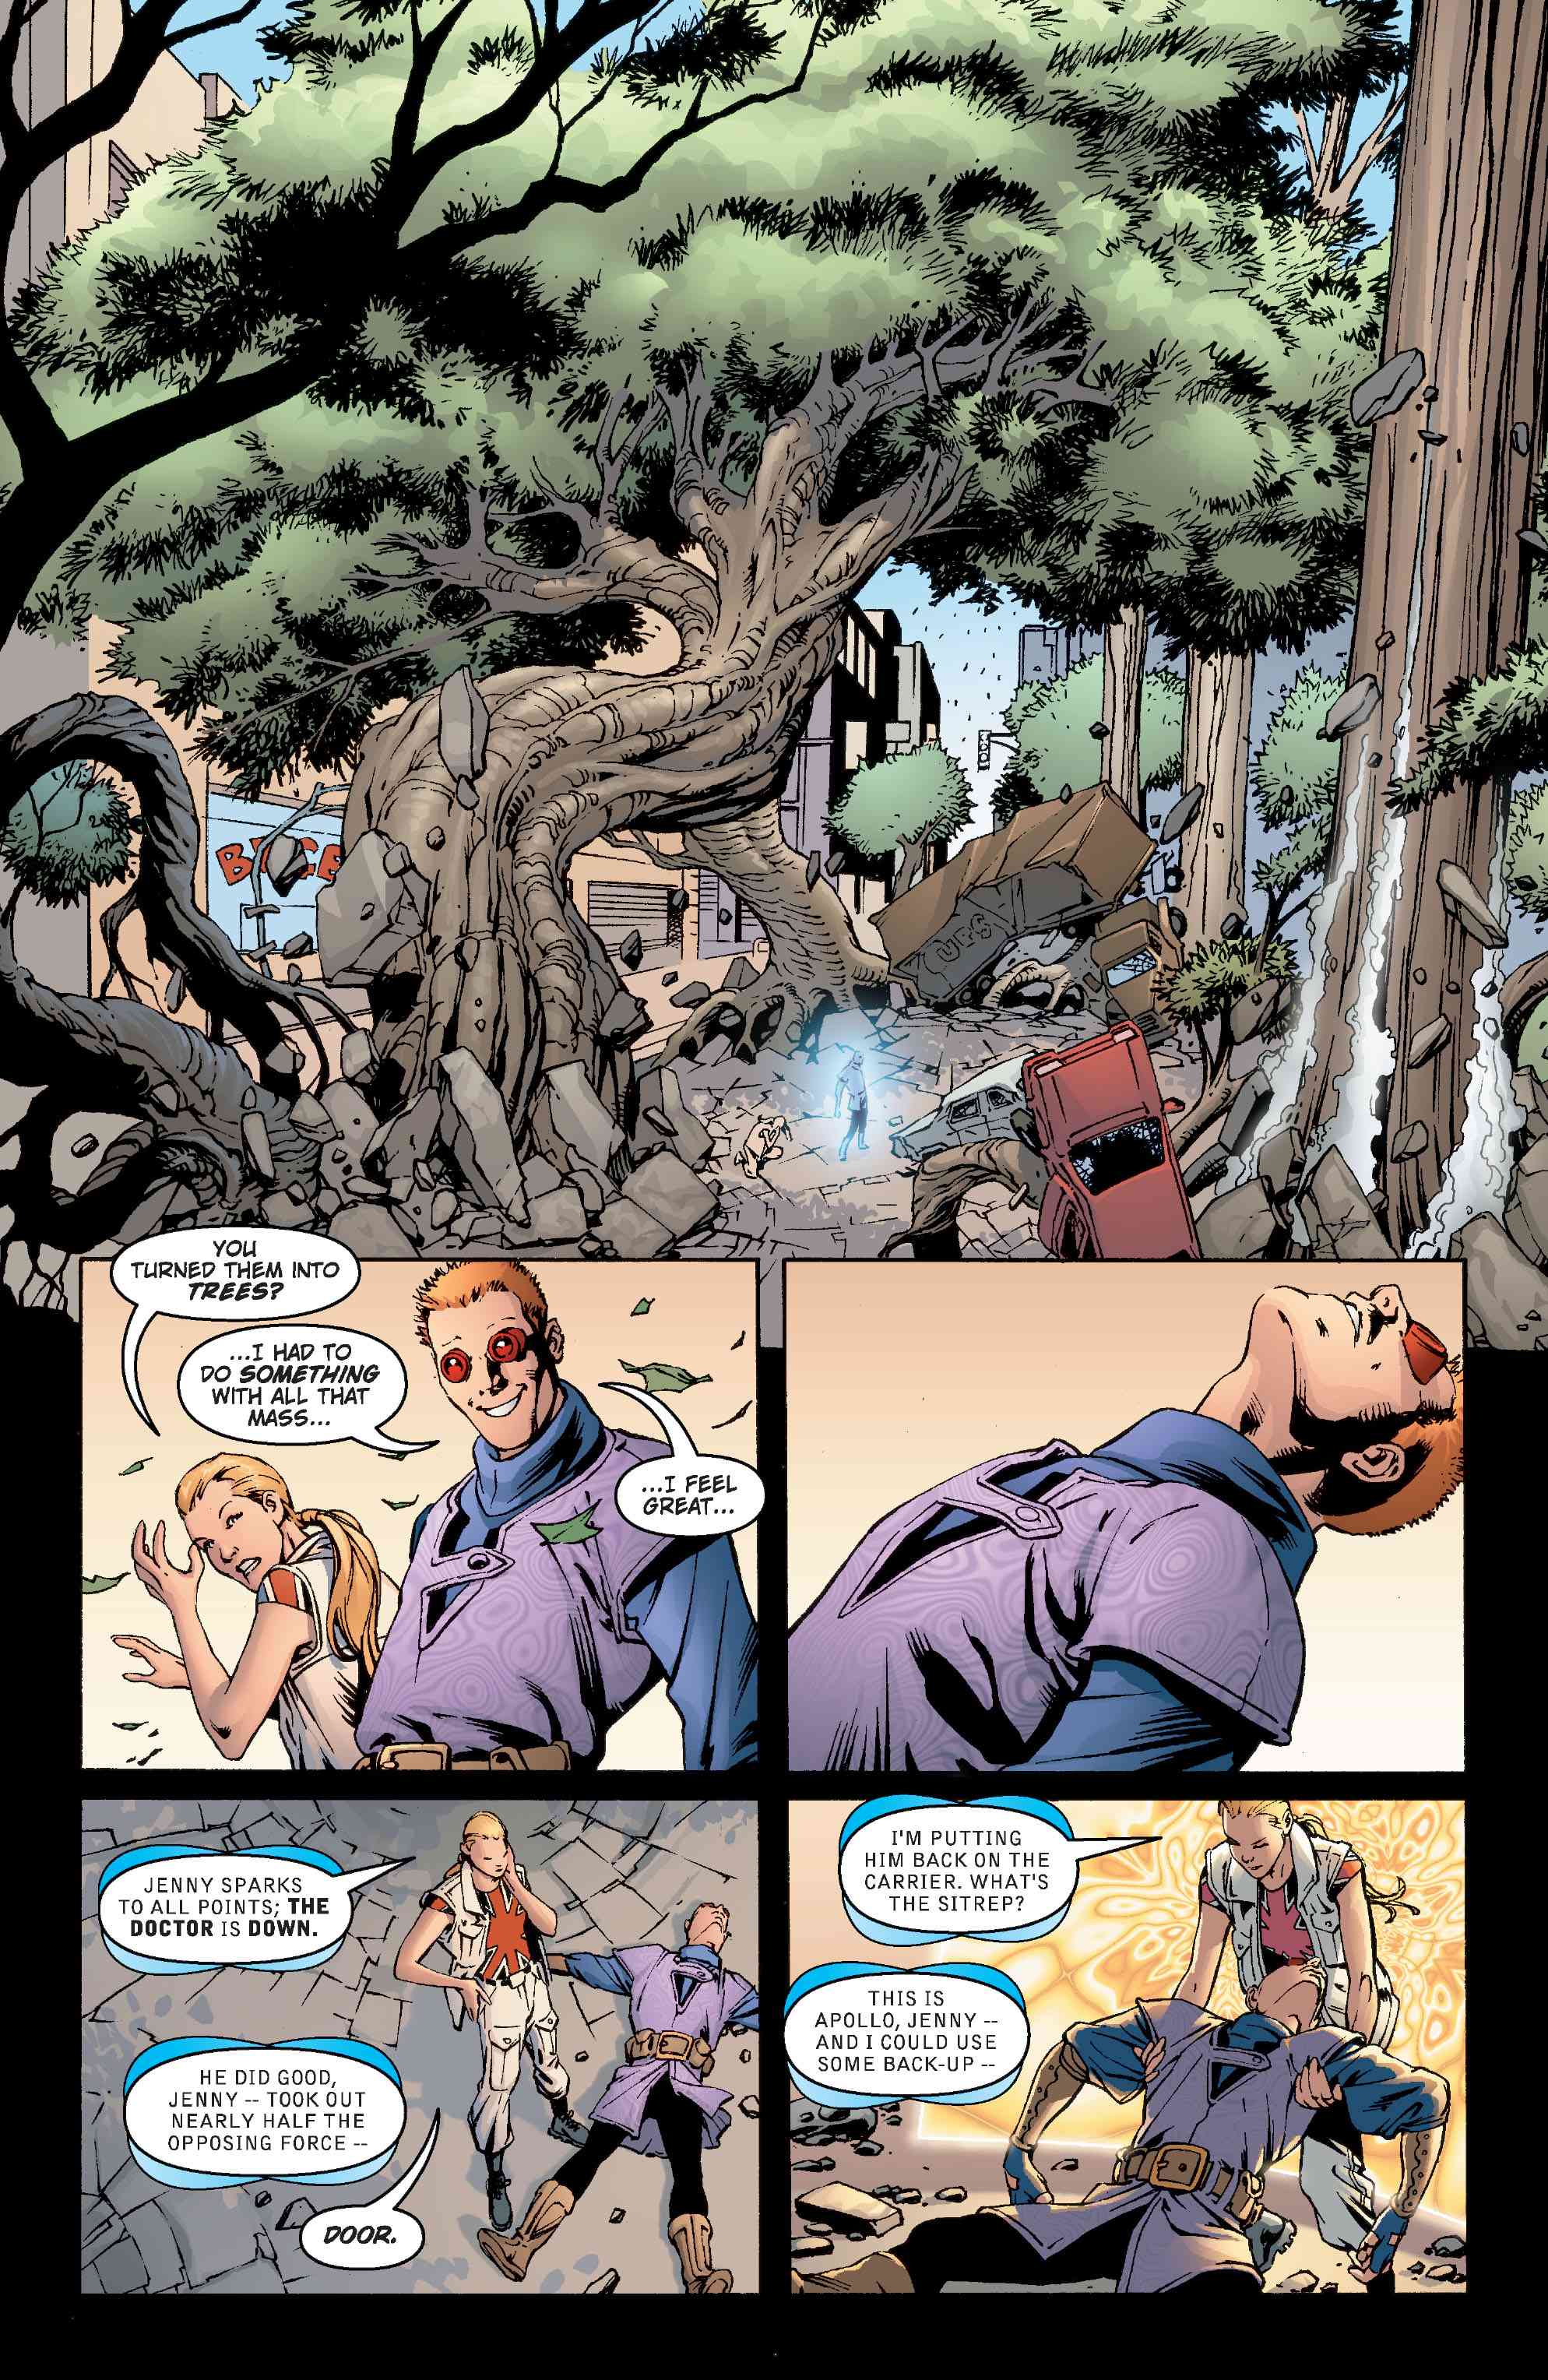 UPS
YOU
TURNED THEM INTO
TREES?
...I HAD TO
DO SOMETHING
WITH ALL THAT
MASS...
...I FEEL
GREAT...
JENNY SPARKS
TO ALL POINTS; THE
DOCTOR IS DOWN.
HE DID GOOD,
JENNY -- TOOK OUT
NEARLY HALF THE
OPPOSING FORCE --
DOOR.
I'M PUTTING
HIM BACK ON THE
CARRIER. WHAT'S
THE SITREP?
THIS IS
APOLLO, JENNY --
AND I COULD USE
SOME BACK-UP --